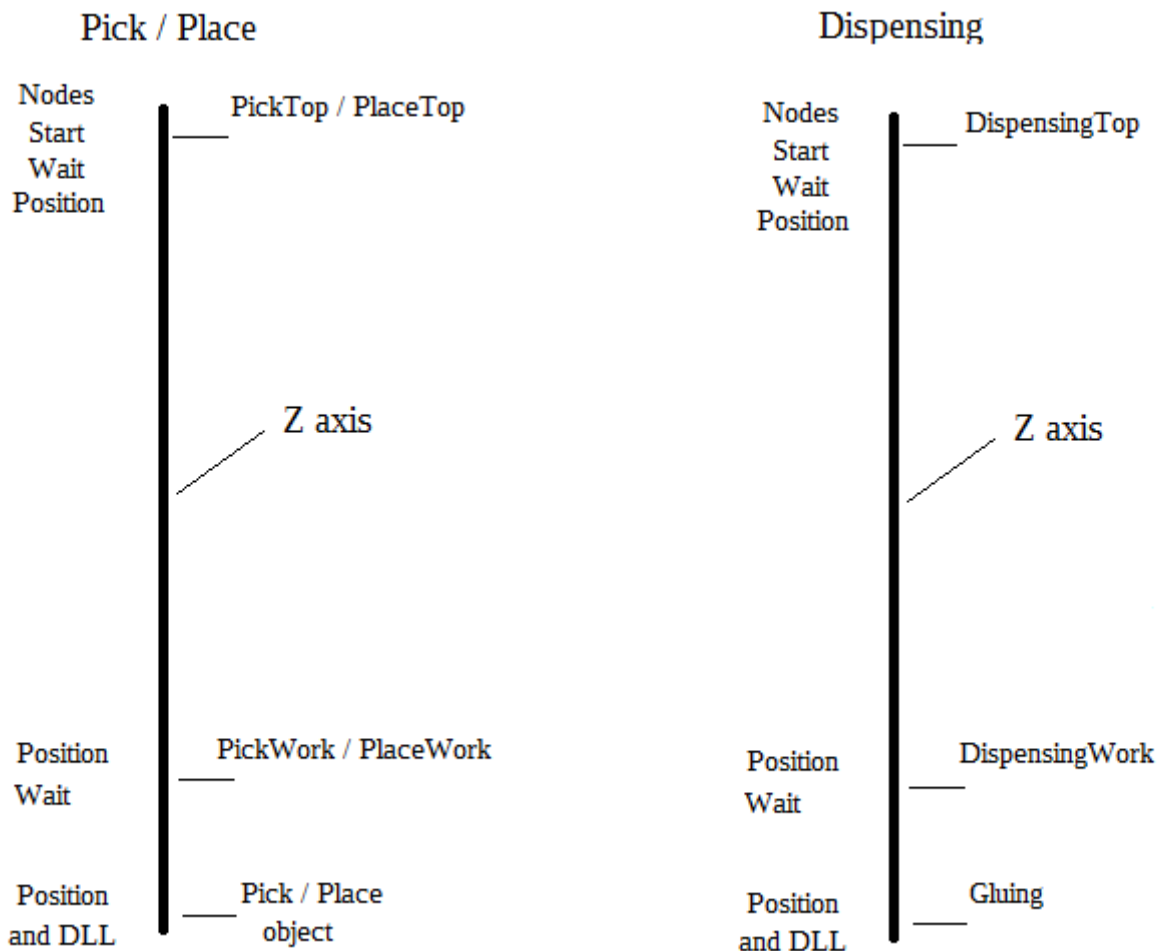 Pick / Place
Nodes
Start
Wait
Position
PickTop / PlaceTop
Z axis
Position
Wait
PickWork / PlaceWork
Position
and DLL
Pick / Place
object
Dispensing
Nodes
Start
Wait
Position
DispensingTop
Z axis
Position
Wait
DispensingWork
Position
and DLL
Gluing